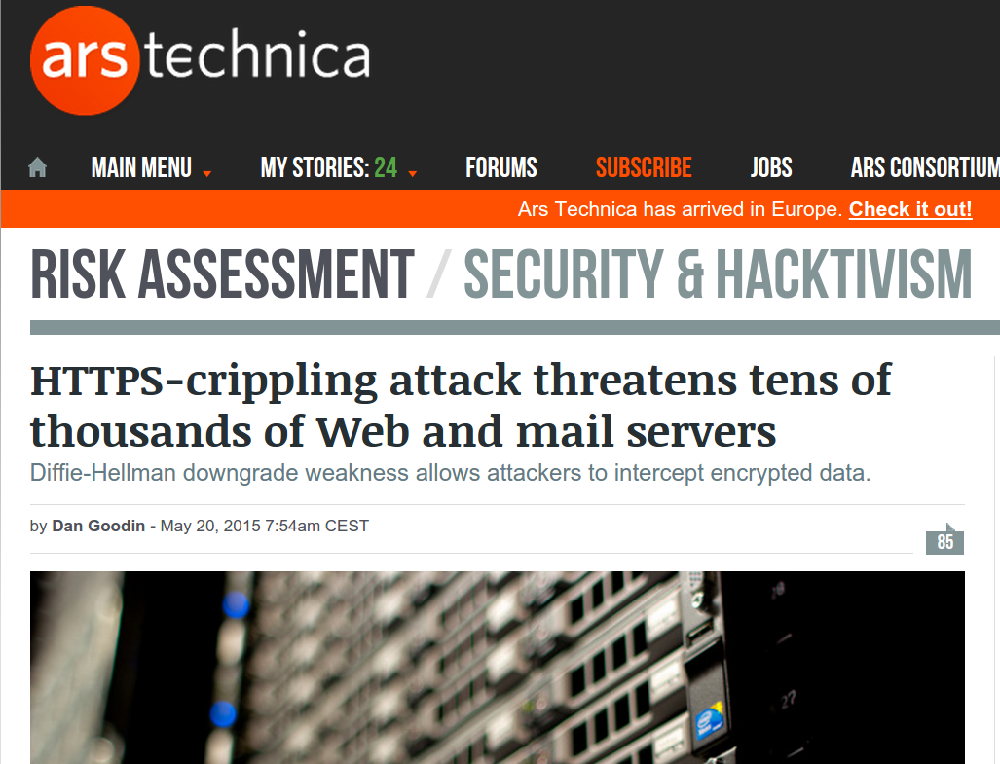 ars technica
MAIN MENU MY STORIES: 24 FORUMS SUBSCRIBE JOBS ARS CONSORTIUM
Ars Technica has arrived in Europe. Check it out!
RISK ASSESSMENT / SECURITY & HACKTIVISM
HTTPS-crippling attack threatens tens of
thousands of Web and mail servers
Diffie-Hellman downgrade weakness allows attackers to intercept encrypted data.
by Dan Goodin - May 20, 2015 7:54am CEST
85
27